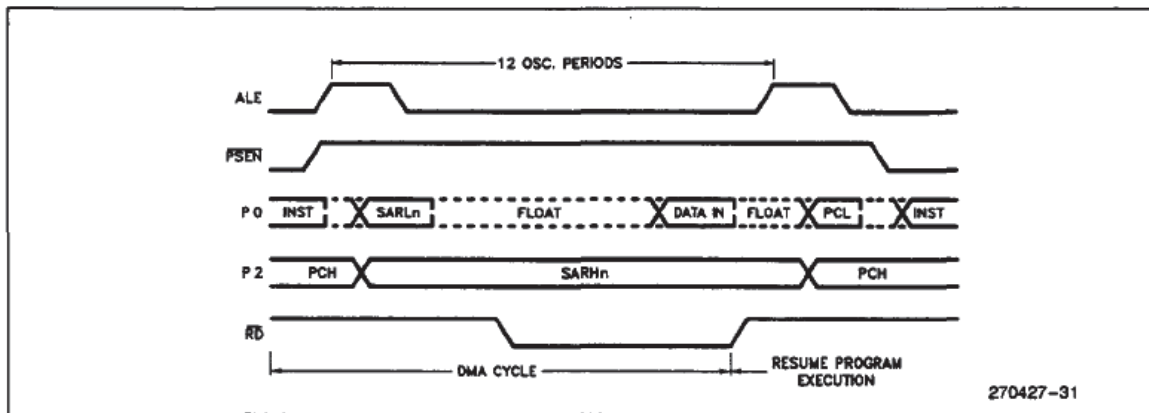 12 OSC. PERIODS
ALE
PSEN
P0 INST SARLn FLOAT DATA IN FLOAT PCL INST
P2 PCH SARHn PCH
RD
DMA CYCLE RESUME PROGRAM
EXECUTION
270427-31